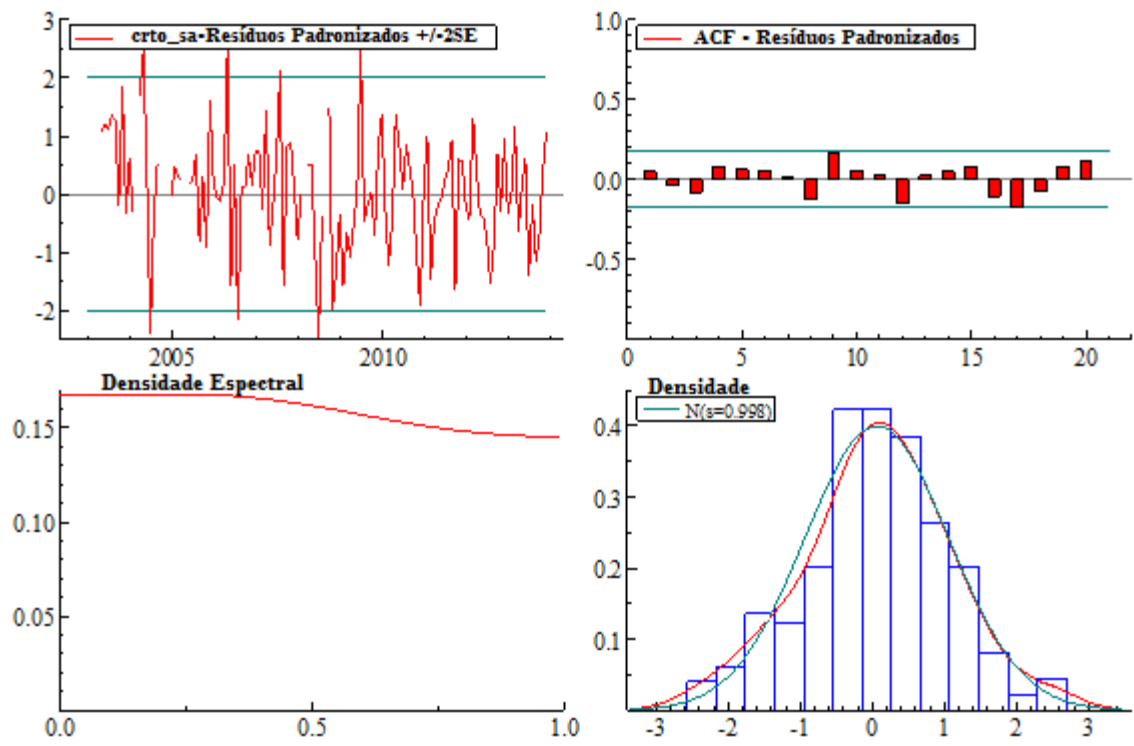 crto_sa-Resíduos Padronizados +/-2SE
3
2
1
0
-1
-2
2005 2010
ACF - Resíduos Padronizados
1.0
0.5
0.0
-0.5
0 5 10 15 20
Densidade Espectral
0.15
0.10
0.05
0.0 0.5 1.0
Densidade
N(s=0.998)
0.4
0.3
0.2
0.1
-3 -2 -1 0 1 2 3